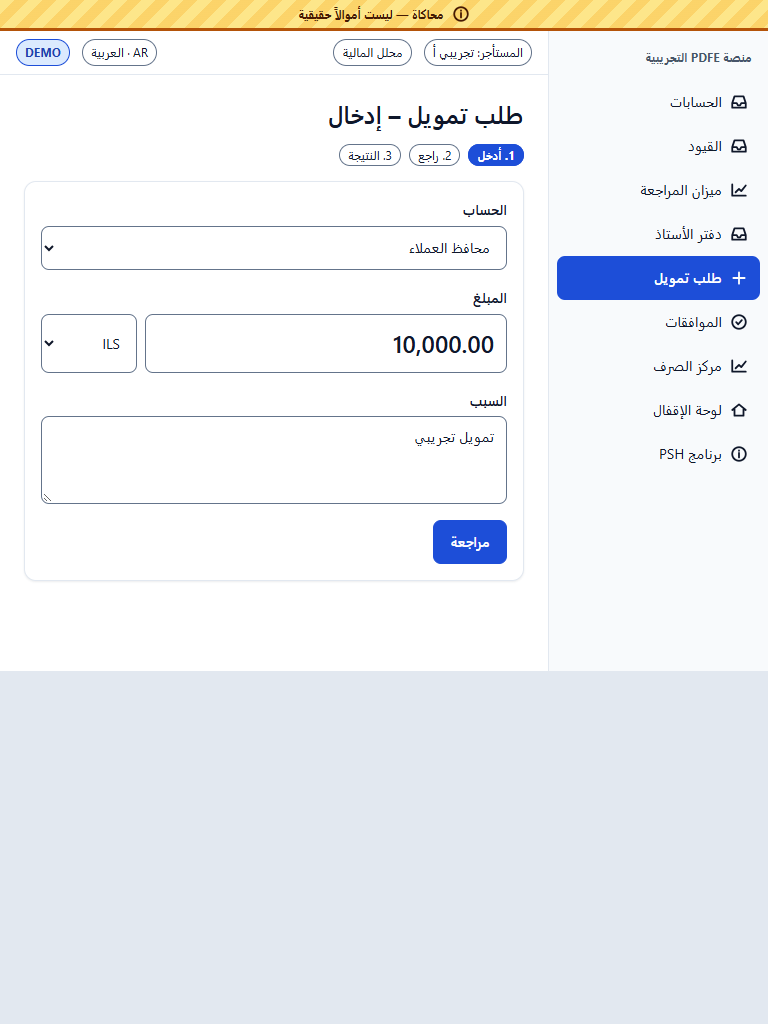 محاكاة — ليست أموالاً حقيقية
منصة PDFE التجريبية
الحسابات
القيود
ميزان المراجعة
دفتر الأستاذ
طلب تمويل
الموافقات
مركز الصرف
لوحة الإقفال
برنامج PSH
المستأجر: تجريبي أ
محلل المالية
AR · العربية
DEMO
طلب تمويل – إدخال
1. أدخل
2. راجع
3. النتيجة
الحساب
محافظ العملاء
المبلغ
10,000.00
ILS
السبب
تمويل تجريبي
مراجعة